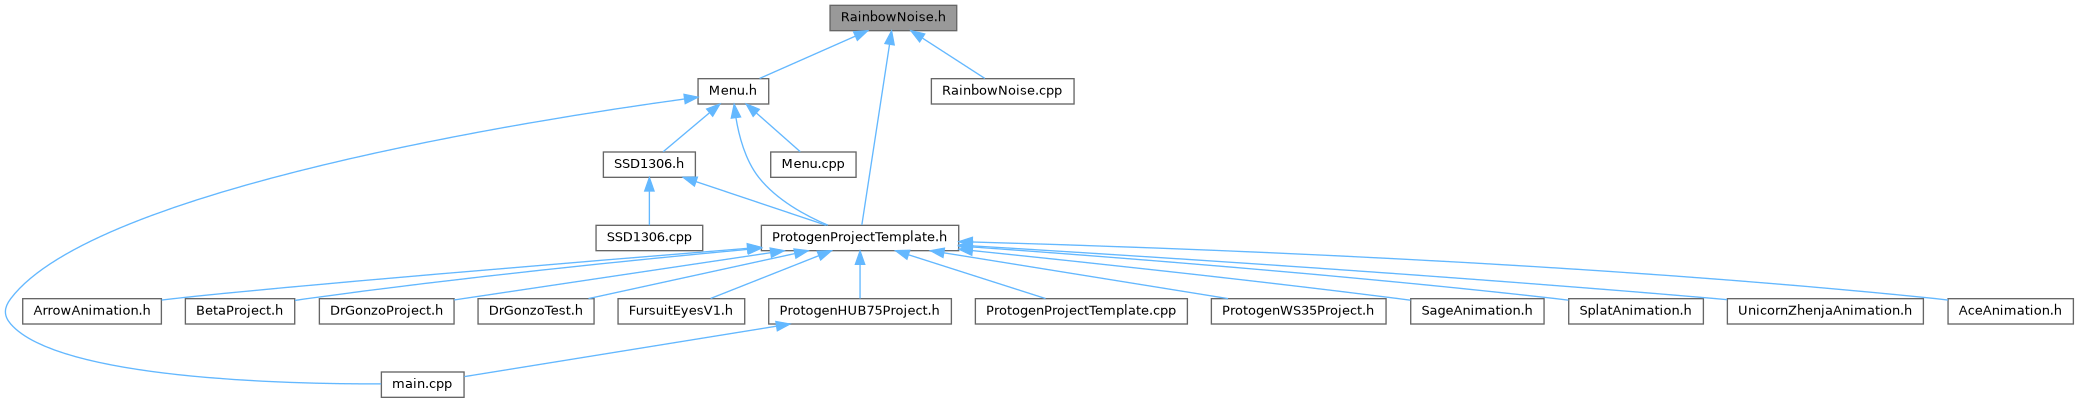 RainbowNoise.h
Menu.h
RainbowNoise.cpp
SSD1306.h
Menu.cpp
SSD1306.cpp
ProtogenProjectTemplate.h
ArrowAnimation.h
BetaProject.h
DrGonzoProject.h
DrGonzoTest.h
FursuitEyesV1.h
ProtogenHUB75Project.h
ProtogenProjectTemplate.cpp
ProtogenWS35Project.h
SageAnimation.h
SplatAnimation.h
UnicornZhenjaAnimation.h
AceAnimation.h
main.cpp